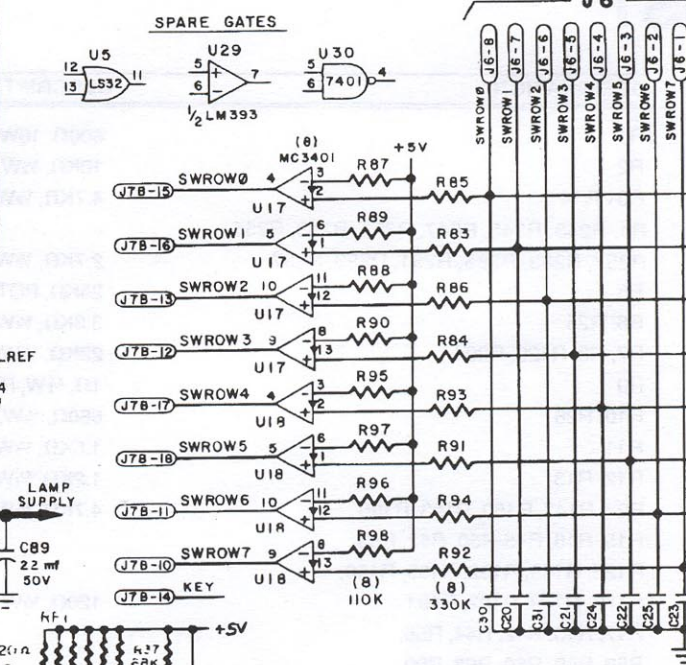 J6
SPARE GATES
U5
12
13
LS32
11
U29
5
6
7
1/2 LM393
U30
5
6
7401
4
J6-8
J6-7
J6-6
J6-5
J6-4
J6-3
J6-2
J6-1
SWROW0
SWROW1
SWROW2
SWROW3
SWROW4
SWROW5
SWROW6
SWROW7
(8)
MC3401
+5V
J7B-15 SWROW0 4 U17 3 2 R87 R85
J7B-16 SWROW1 5 U17 6 1 R89 R83
J7B-13 SWROW2 10 U17 11 12 R88 R86
J7B-12 SWROW3 9 U17 8 13 R90 R84
J7B-17 SWROW4 4 U18 3 2 R95 R93
J7B-18 SWROW5 5 U18 6 1 R97 R91
J7B-11 SWROW6 10 U18 11 12 R96 R94
J7B-10 SWROW7 9 U18 8 13 R98 R92
J7B-14 KEY
(8)
110K
(8)
330K
REF
LAMP
SUPPLY
C89
22 mf
50V
C30
C20
C31
C21
C24
C22
C25
C23
+5V
R37
68K